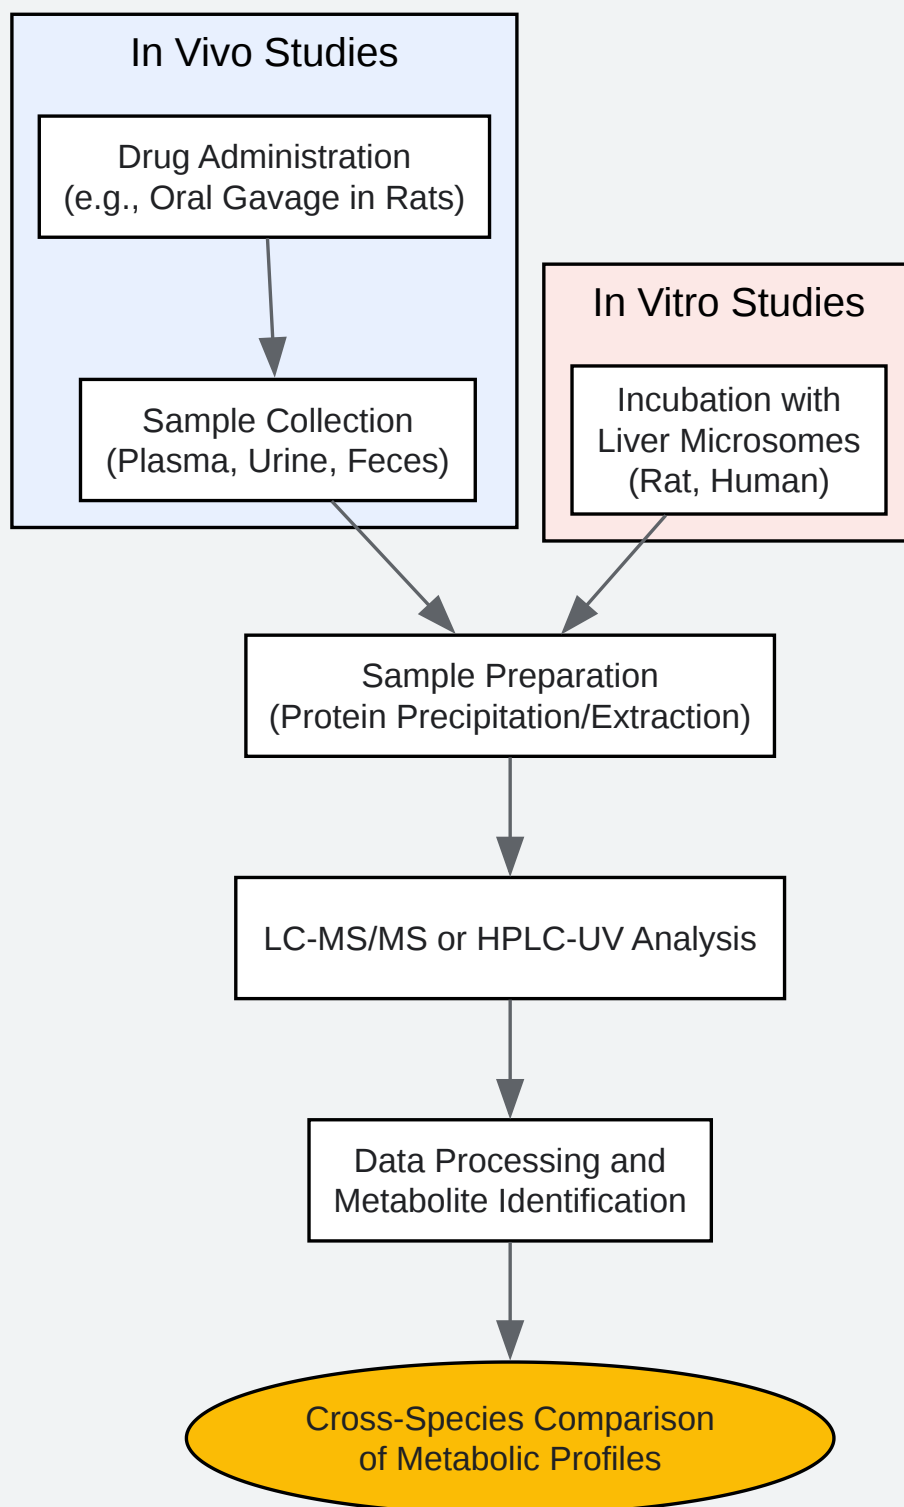 In Vivo Studies
Drug Administration
(e.g., Oral Gavage in Rats)
Sample Collection
(Plasma, Urine, Feces)
In Vitro Studies
Incubation with
Liver Microsomes
(Rat, Human)
Sample Preparation
(Protein Precipitation/Extraction)
LC-MS/MS or HPLC-UV Analysis
Data Processing and
Metabolite Identification
Cross-Species Comparison
of Metabolic Profiles